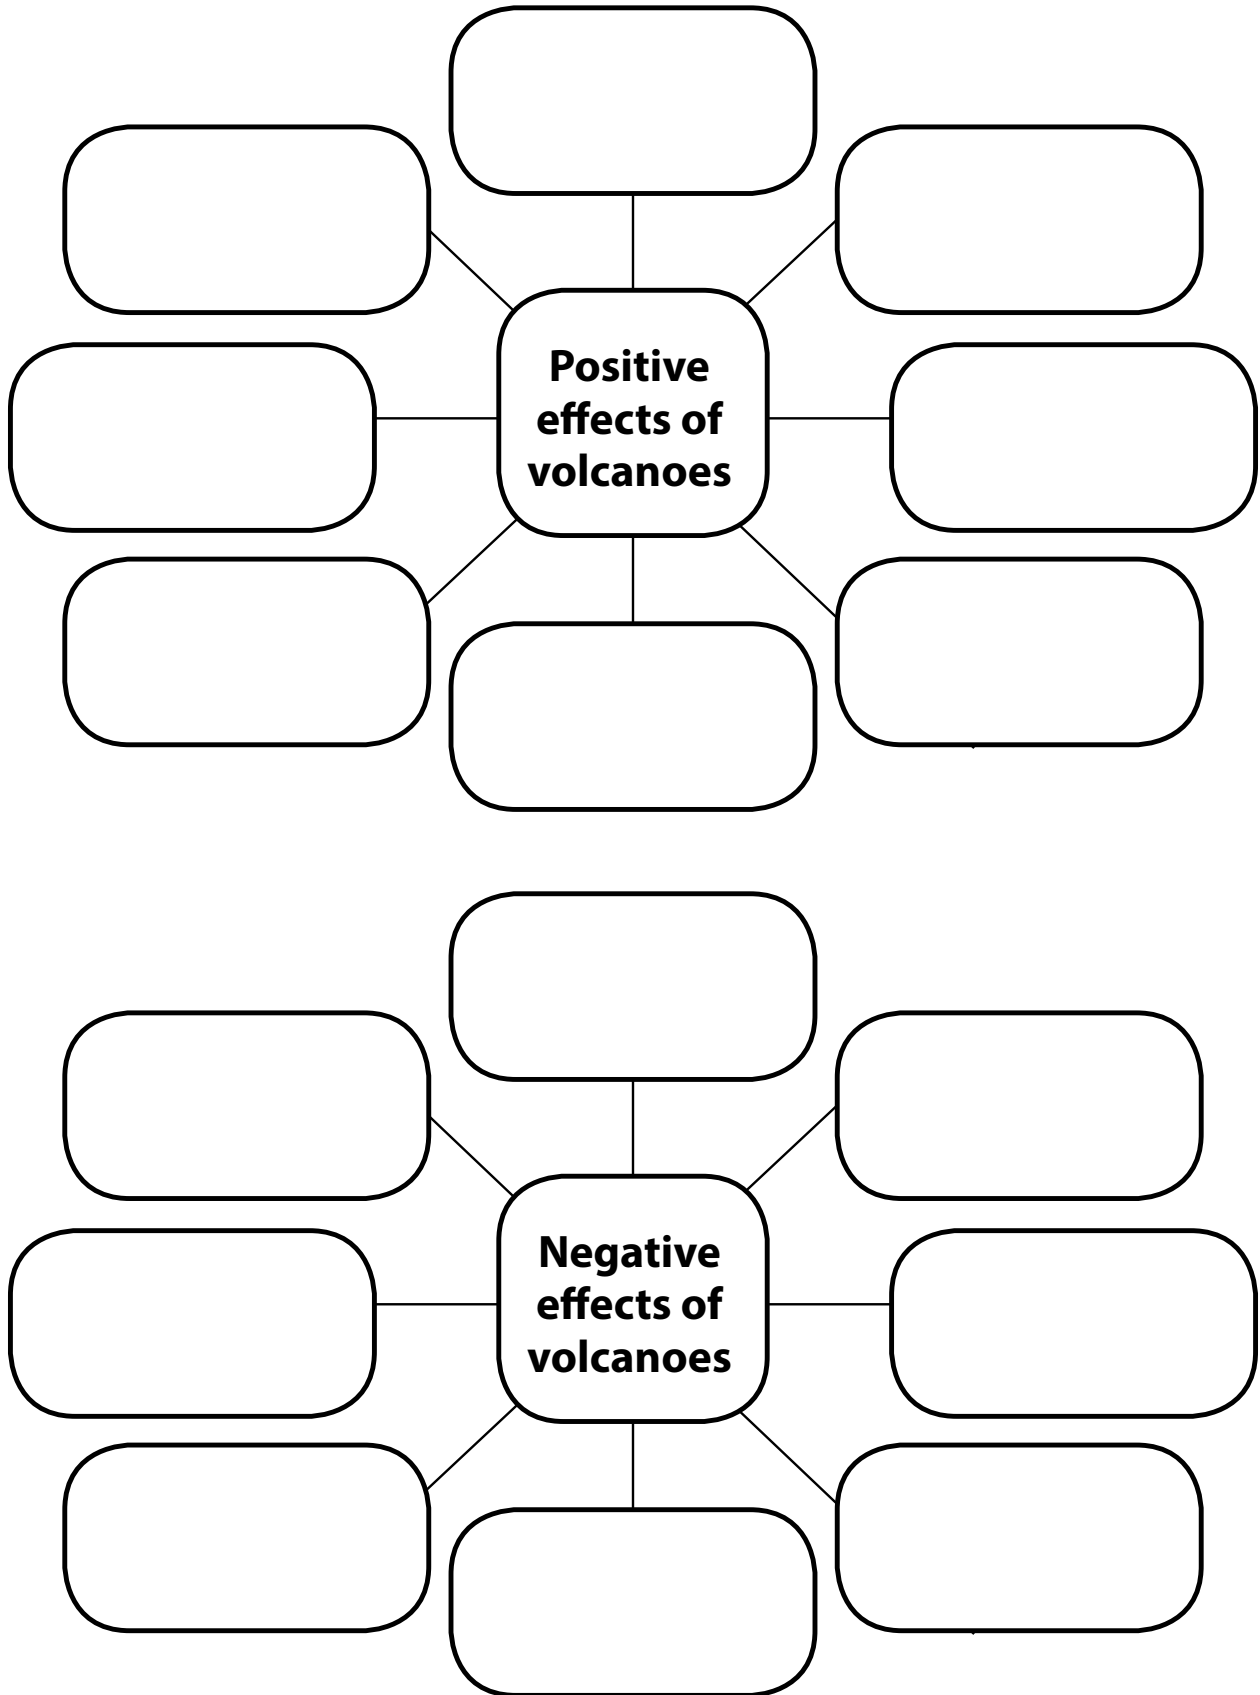 Positive
effects of
volcanoes
Negative
effects of
volcanoes